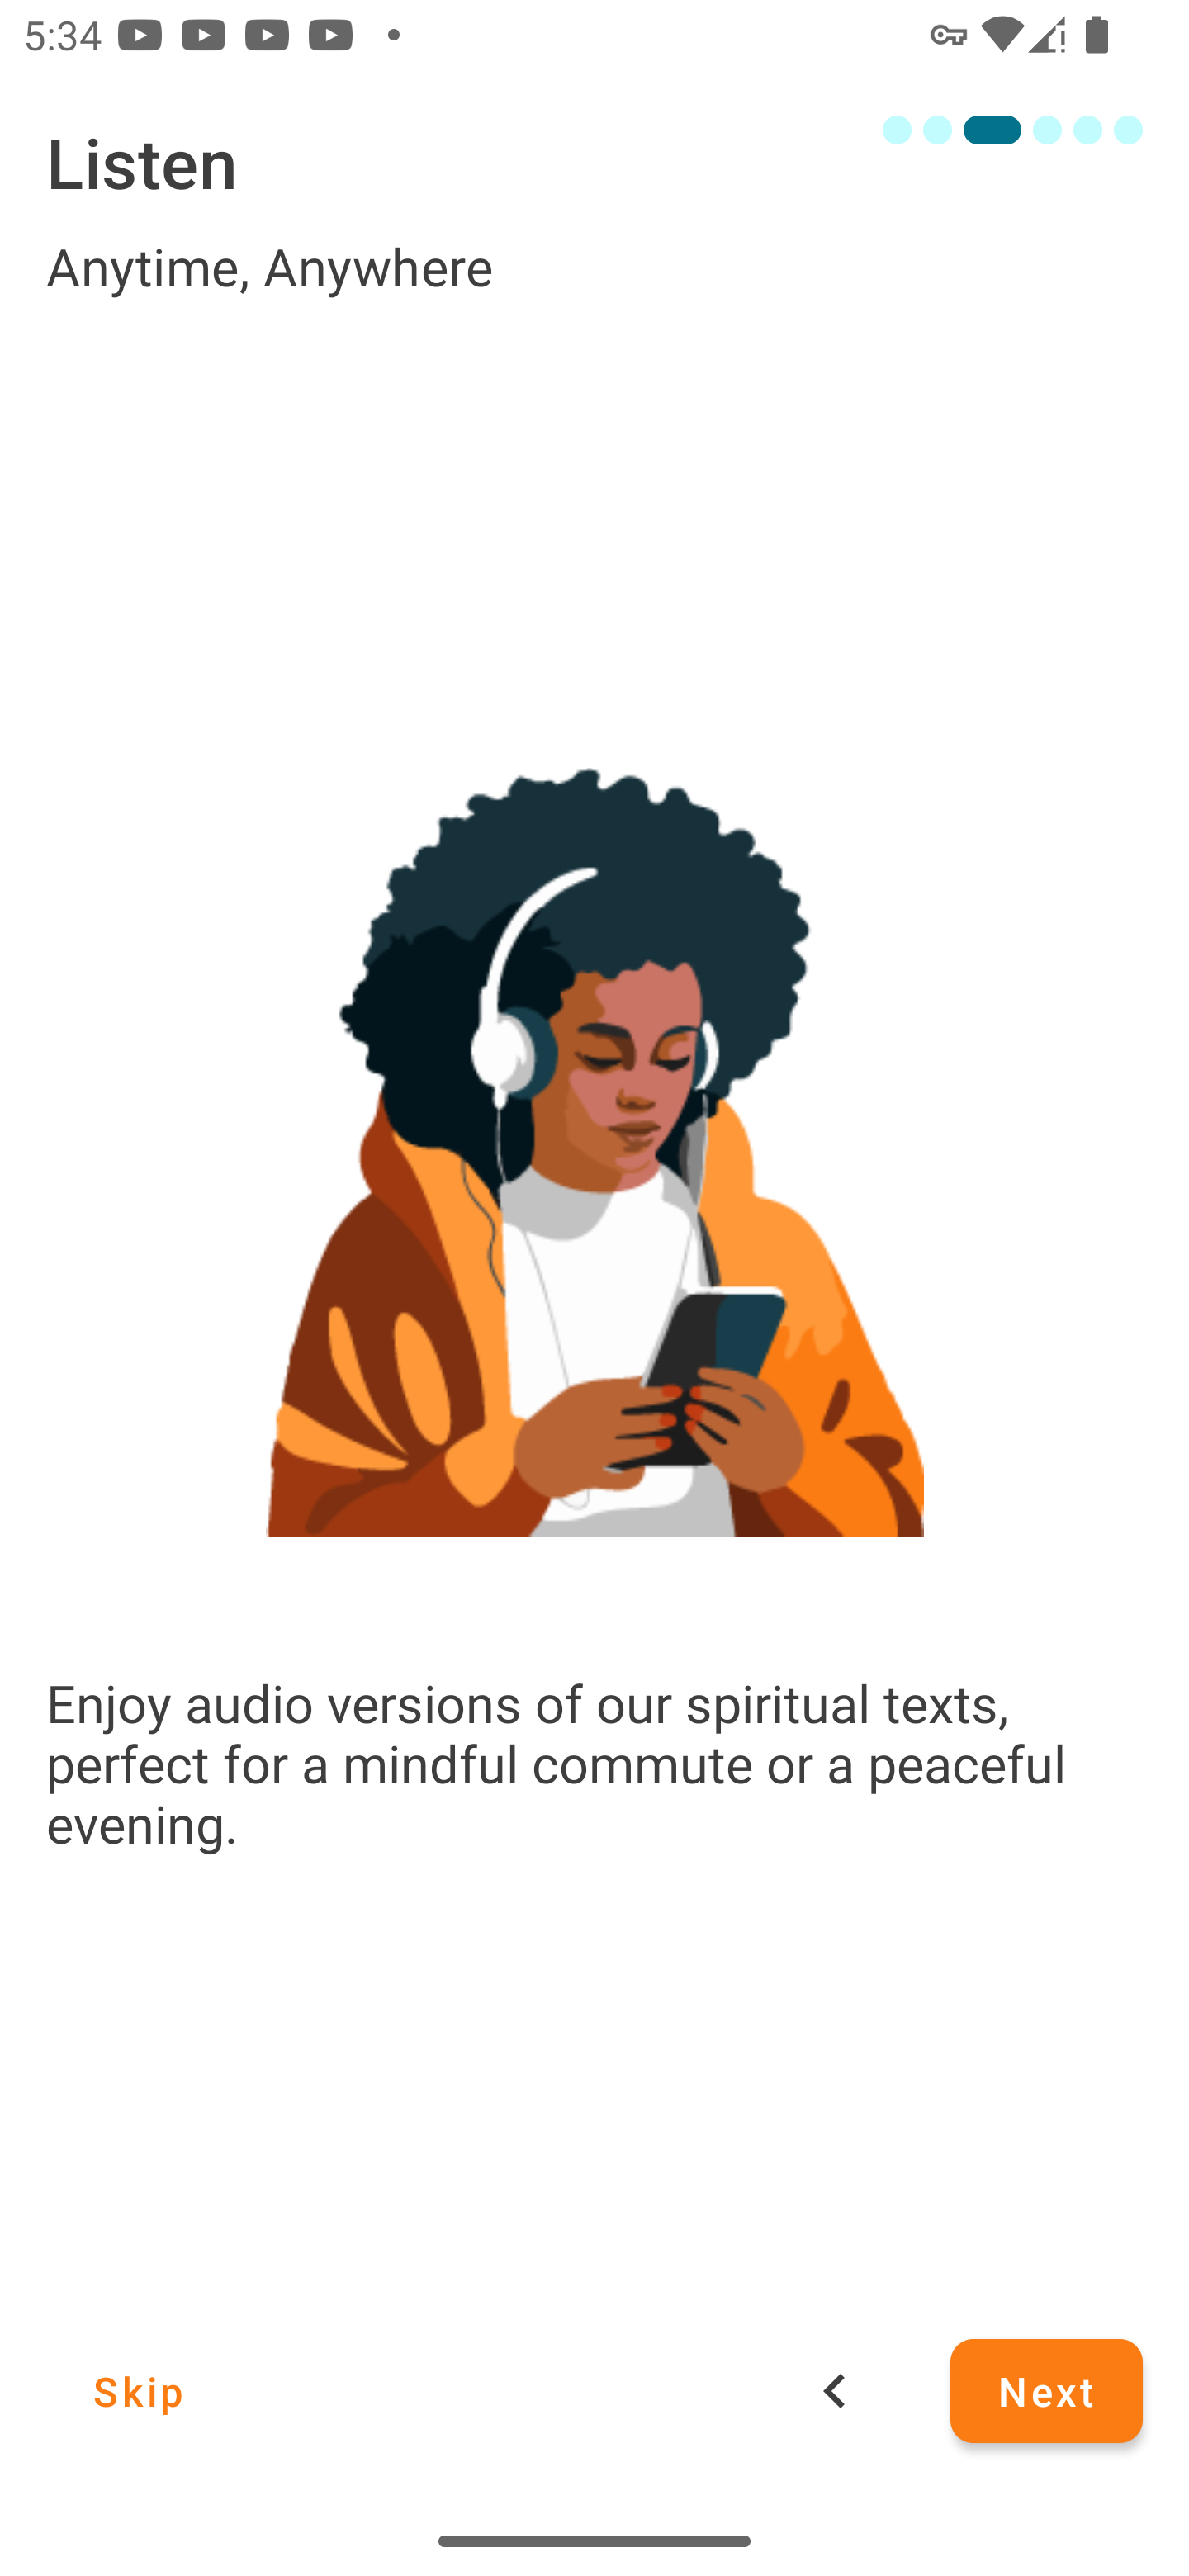 5:34
Listen
Anytime, Anywhere
Enjoy audio versions of our spiritual texts,
perfect for a mindful commute or a peaceful
evening.
Skip
Next